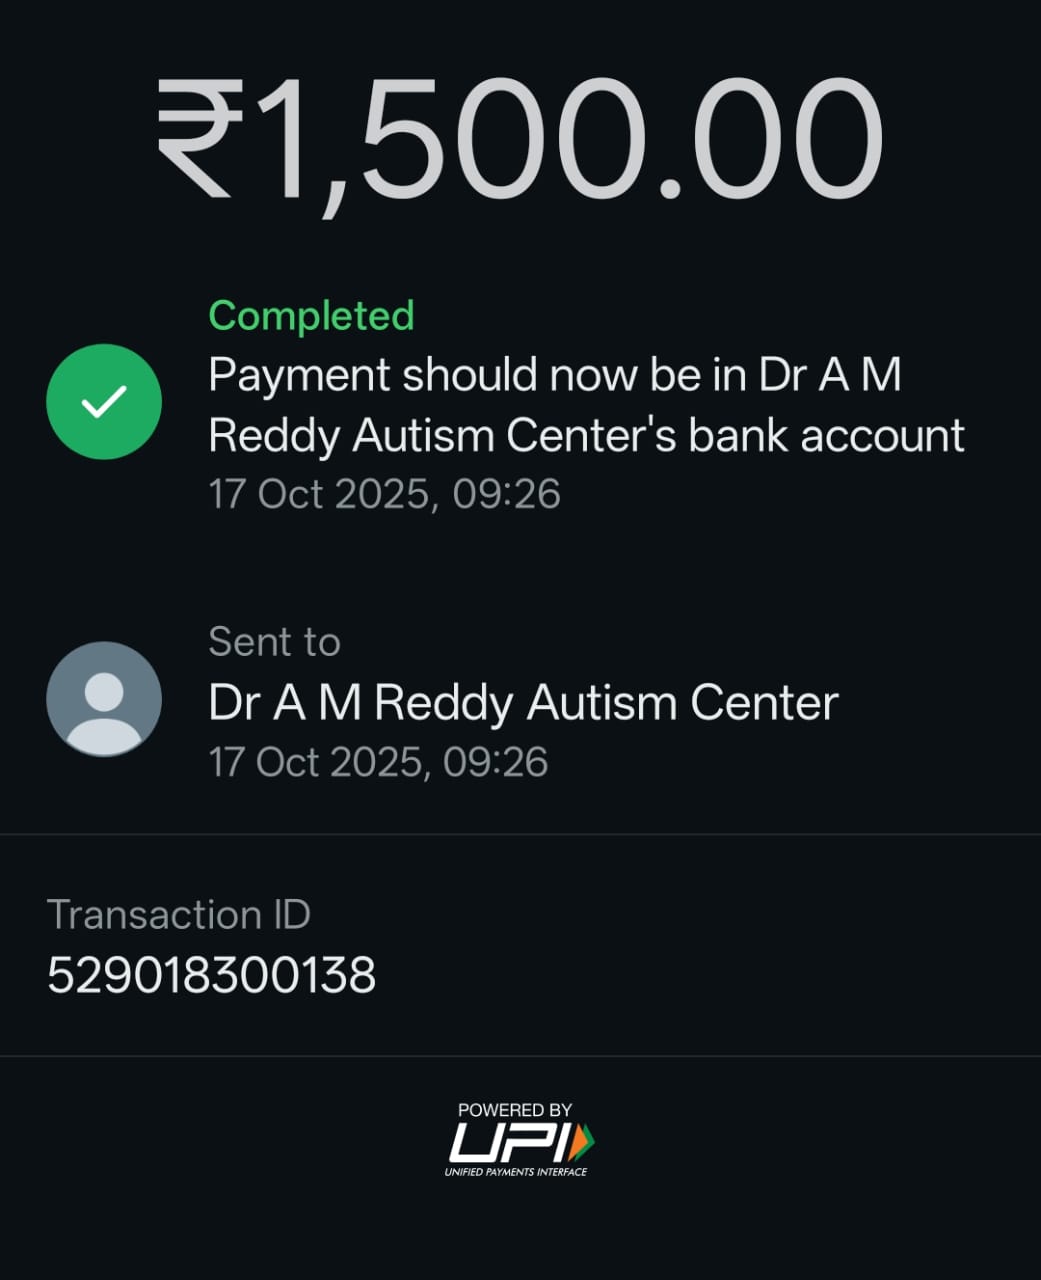 ₹1,500.00
Completed
Payment should now be in Dr A M
Reddy Autism Center's bank account
17 Oct 2025, 09:26
Sent to
Dr A M Reddy Autism Center
17 Oct 2025, 09:26
Transaction ID
529018300138
POWERED BY
UPI
UNIFIED PAYMENTS INTERFACE